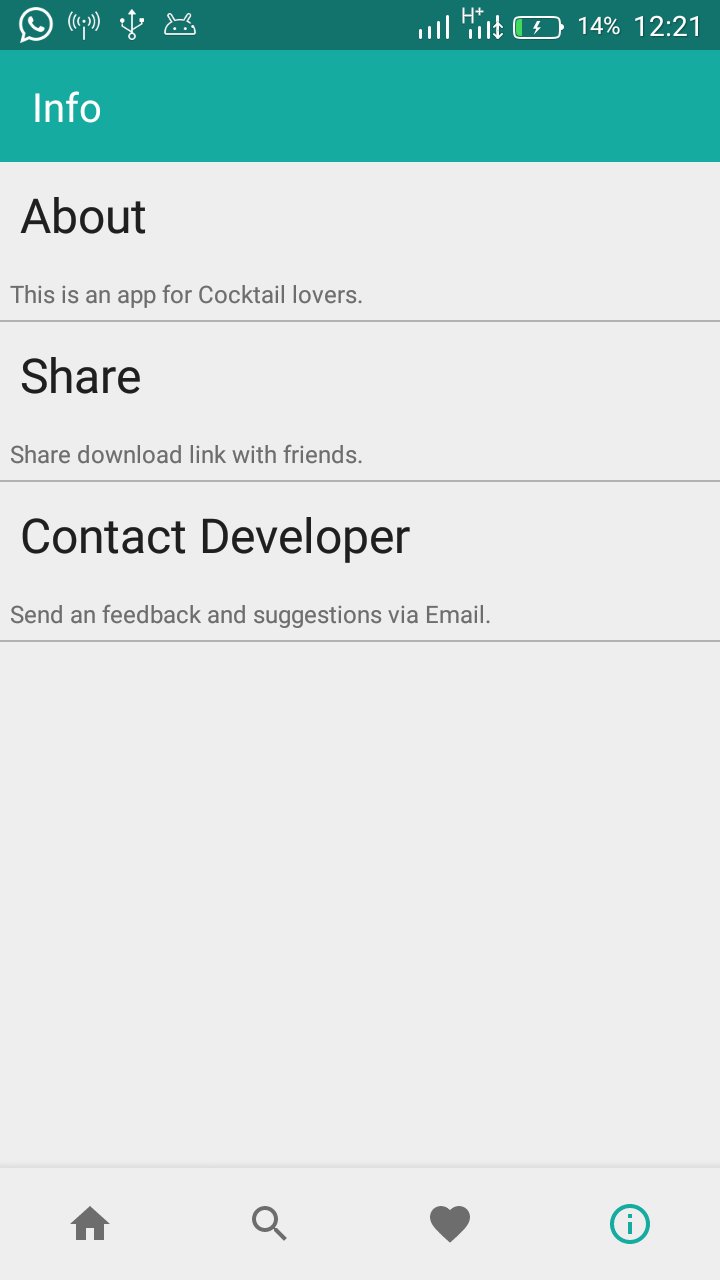 H+ 14% 12:21
Info
About
This is an app for Cocktail lovers.
Share
Share download link with friends.
Contact Developer
Send an feedback and suggestions via Email.